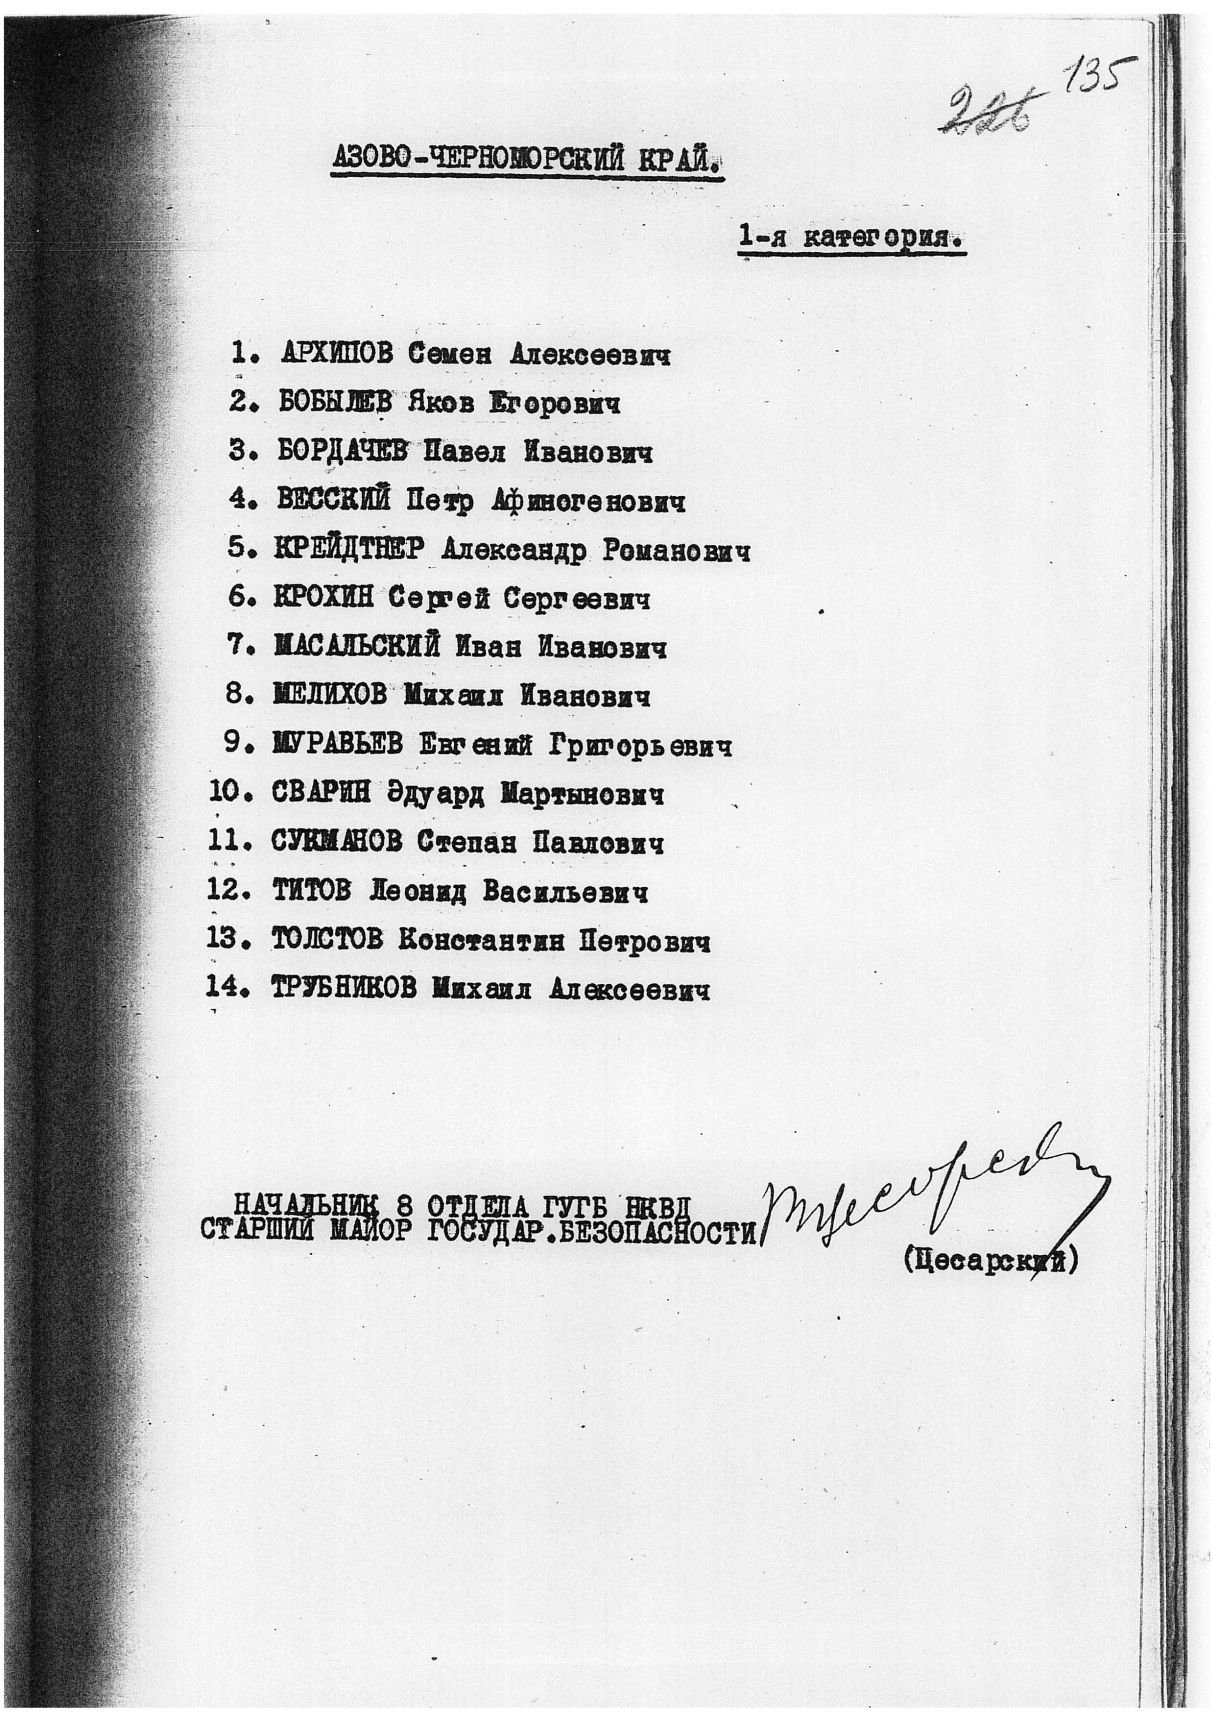 135
226
АЗОВО-ЧЕРНОМОРСКИЙ КРАЙ.
1-я категория.
1. АРХИПОВ Семен Алексеевич
2. БОБЫЛЕВ Яков Егорович
3. БОРДАЧЕВ Павел Иванович
4. ВЕССКИЙ Петр Афиногенович
5. КРЕЙДТНЕР Александр Романович
6. КРОХИН Сергей Сергеевич
7. МАСАЛЬСКИЙ Иван Иванович
8. МЕЛИХОВ Михаил Иванович
9. МУРАВЬЕВ Евгений Григорьевич
10. СВАРИН Эдуард Мартынович
11. СУКМАНОВ Степан Павлович
12. ТИТОВ Леонид Васильевич
13. ТОЛСТОВ Константин Петрович
14. ТРУБНИКОВ Михаил Алексеевич
НАЧАЛЬНИК 8 ОТДЕЛА ГУГБ НКВД
СТАРШИЙ МАЙОР ГОСУДАР.БЕЗОПАСНОСТИ
(Цесарский)